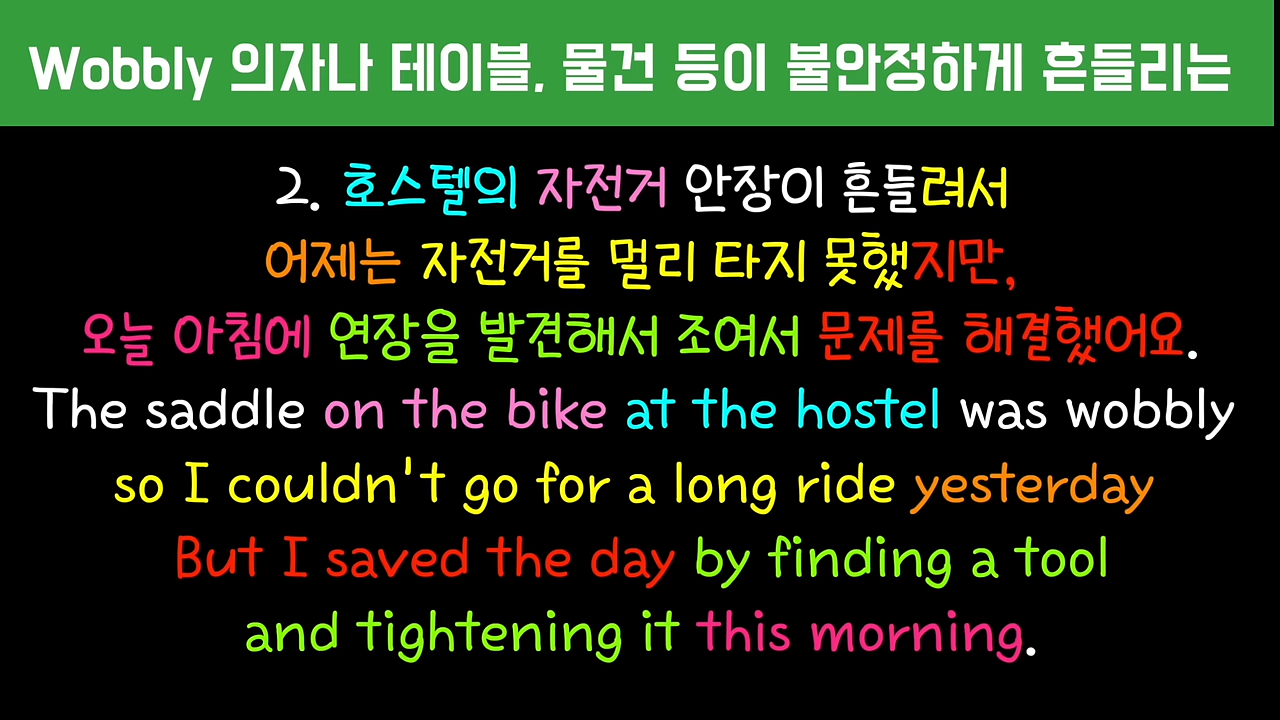 Wobbly 의자나 테이블, 물건 등이 불안정하게 흔들리는
2. 호스텔의 자전거 안장이 흔들려서
어제는 자전거를 멀리 타지 못했지만,
오늘 아침에 연장을 발견해서 조여서 문제를 해결했어요.
The saddle on the bike at the hostel was wobbly
so I couldn't go for a long ride yesterday
But I saved the day by finding a tool
and tightening it this morning.